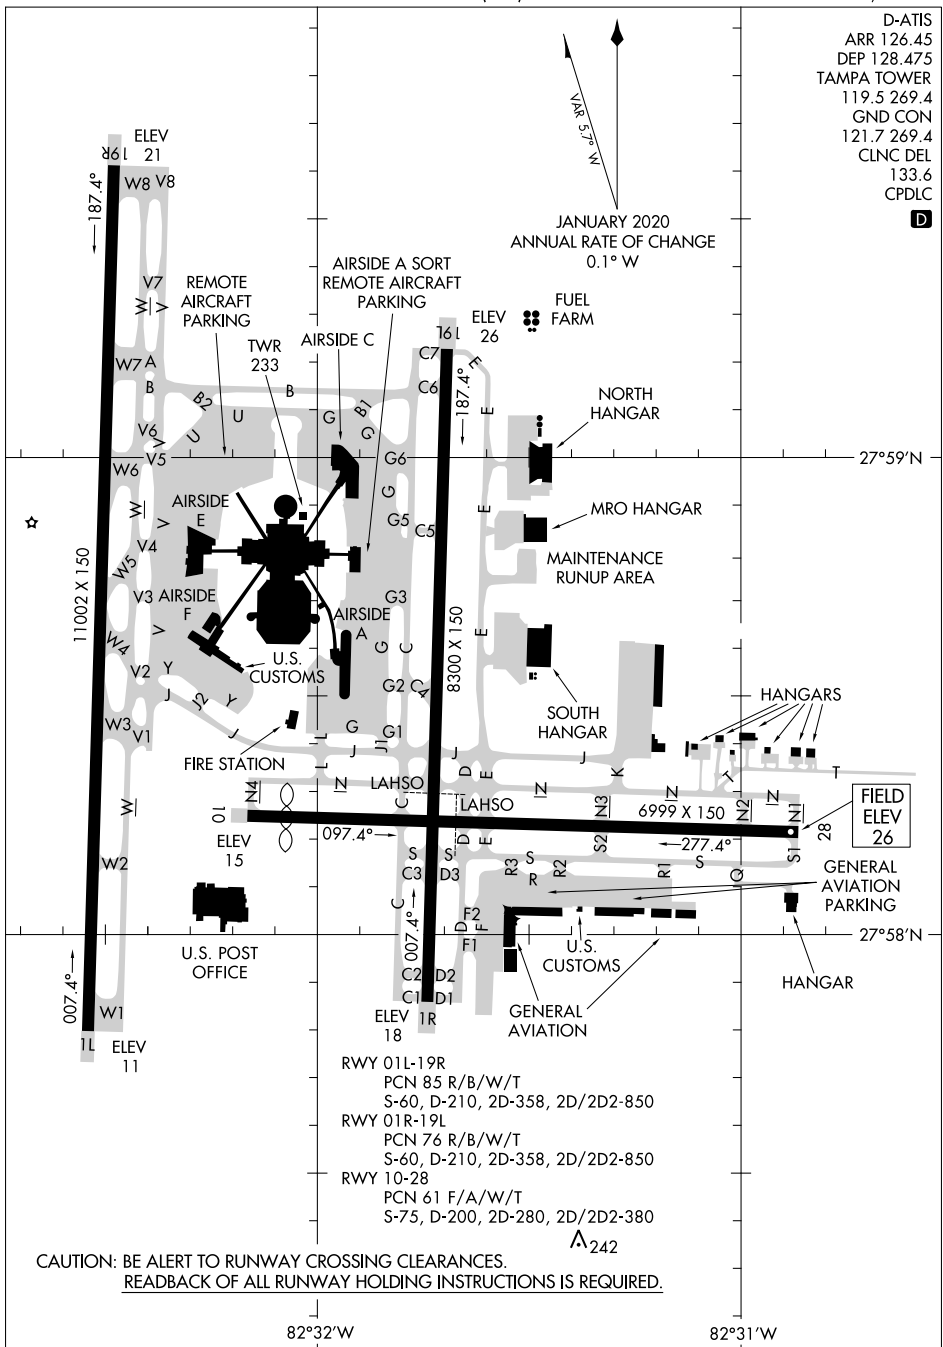 D-ATIS
ARR 126.45
DEP 128.475
TAMPA TOWER
119.5 269.4
GND CON
121.7 269.4
CLNC DEL
133.6
CPDLC
D
VAR 5.7° W
JANUARY 2020
ANNUAL RATE OF CHANGE
0.1° W
ELEV
21
19R
W8 V8
187.4°
V7
W
V
REMOTE
AIRCRAFT
PARKING
AIRSIDE A SORT
REMOTE AIRCRAFT
PARKING
TWR
233
AIRSIDE C
ELEV
26
19L
FUEL
FARM
C7
E
W7
A
B
B2
U
B
G
B1
C6
187.4°
E
NORTH
HANGAR
V6
V
U
G
W6
V5
G6
27°59'N
W
V
AIRSIDE
E
G
G5
C5
E
MRO HANGAR
V4
W5
MAINTENANCE
RUNUP AREA
11002 X 150
V3
AIRSIDE
F
AIRSIDE
A
G3
8300 X 150
V
W4
E
V2
Y
J
J2
Y
U.S.
CUSTOMS
G
C
G2
C4
SOUTH
HANGAR
HANGARS
W3
V1
J
FIRE STATION
L
G
J
J1
G1
J
J
L
D
E
K
T
T
N4
N
LAHSO
C
LAHSO
N
N3
N
N2
N
N1
W
10
ELEV
15
097.4°
D
E
6999 X 150
S2
277.4°
S1
28
FIELD
ELEV
26
W2
S
S
C3
D3
R3
S
R
R2
R1
S
Q
GENERAL
AVIATION
PARKING
U.S. POST
OFFICE
C
007.4°
D
F2
F
F1
U.S.
CUSTOMS
27°58'N
HANGAR
007.4°
C2
D2
C1
D1
W1
1L
ELEV
11
ELEV
18
1R
GENERAL
AVIATION
RWY 01L-19R
PCN 85 R/B/W/T
S-60, D-210, 2D-358, 2D/2D2-850
RWY 01R-19L
PCN 76 R/B/W/T
S-60, D-210, 2D-358, 2D/2D2-850
RWY 10-28
PCN 61 F/A/W/T
S-75, D-200, 2D-280, 2D/2D2-380
242
CAUTION: BE ALERT TO RUNWAY CROSSING CLEARANCES.
READBACK OF ALL RUNWAY HOLDING INSTRUCTIONS IS REQUIRED.
82°32'W
82°31'W